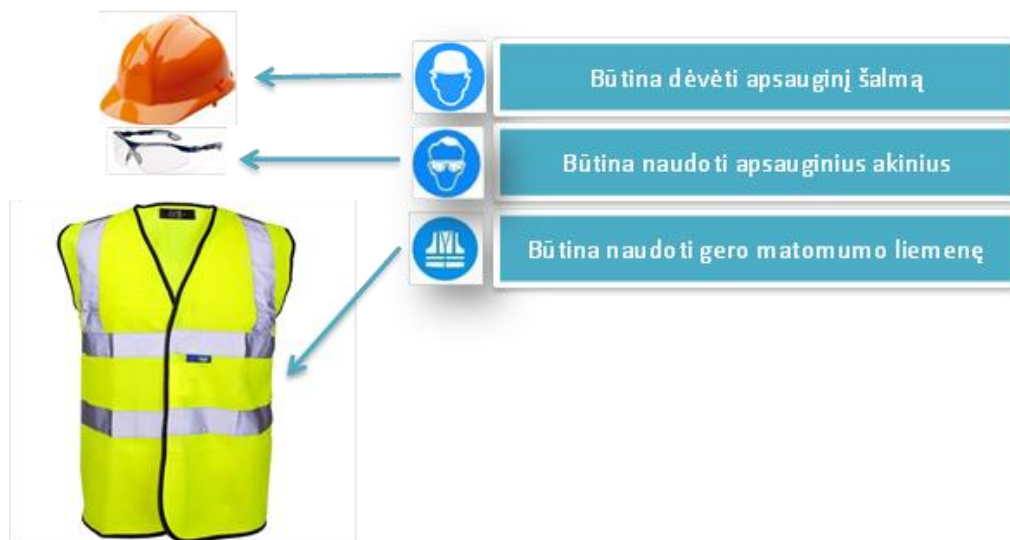 Būtina dėvėti apsauginį šalmą
Būtina naudoti apsauginius akinius
Būtina naudoti gero matomumo liemenę